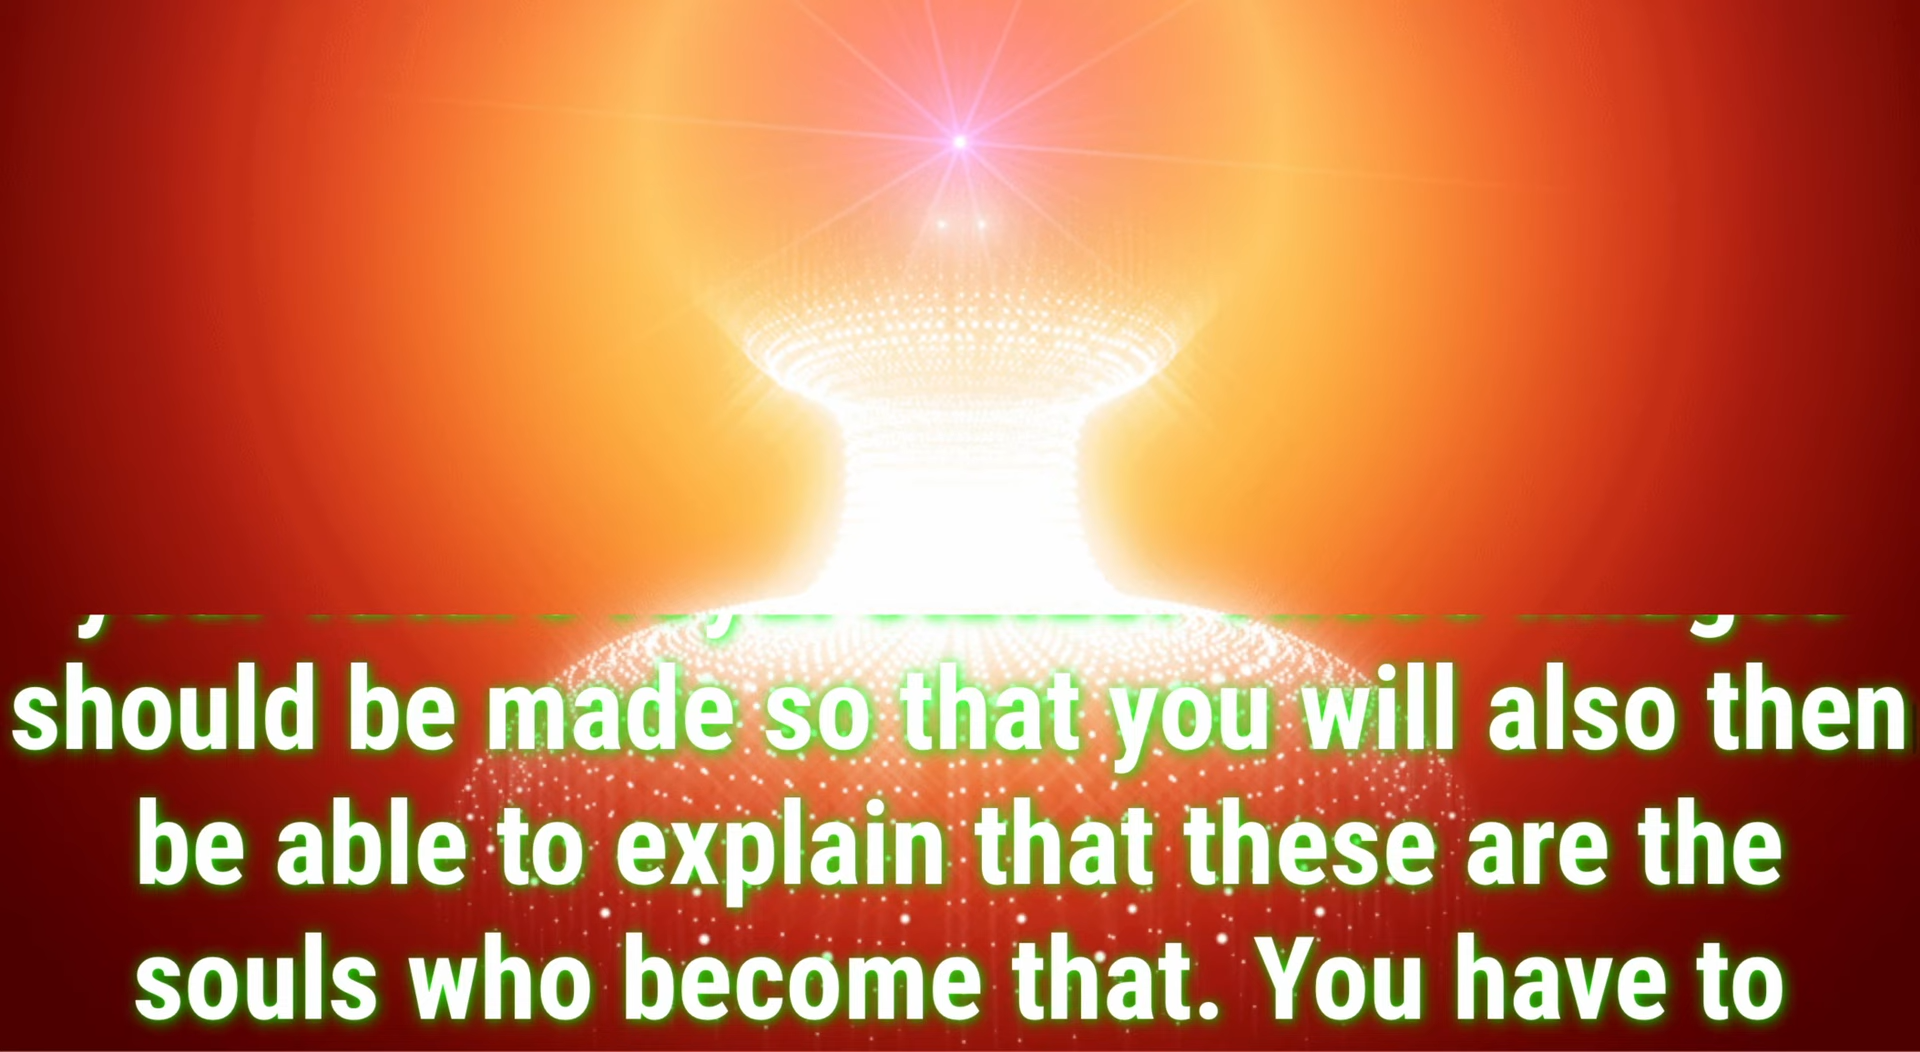 should be made so that you will also then
be able to explain that these are the
souls who become that. You have to